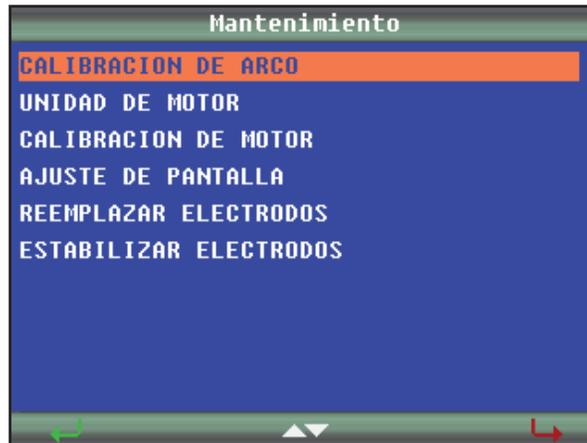 Mantenimiento
CALIBRACION DE ARCO
UNIDAD DE MOTOR
CALIBRACION DE MOTOR
AJUSTE DE PANTALLA
REEMPLAZAR ELECTRODOS
ESTABILIZAR ELECTRODOS